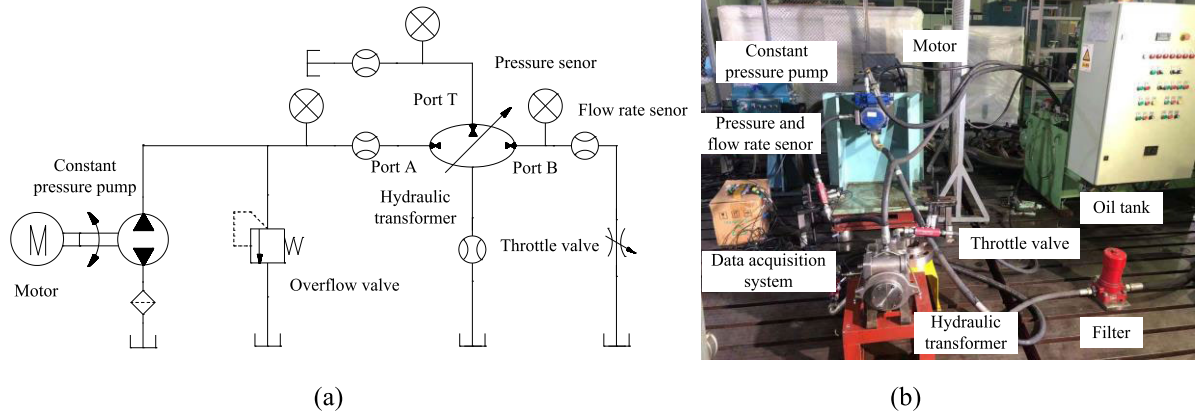 Pressure senor
Port T
Flow rate senor
Port A
Port B
Constant
pressure pump
Hydraulic
transformer
M
Throttle valve
Motor
Overflow valve
(a)
Constant
pressure pump
Motor
Pressure and
flow rate senor
Oil tank
Throttle valve
Data acquisition
system
Hydraulic
transformer
Filter
(b)